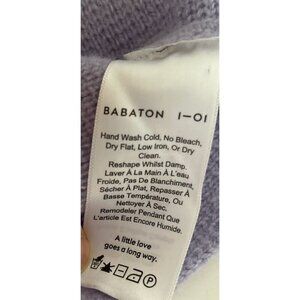 BABATON I–OI
Hand Wash Cold, No Bleach,
Dry Flat, Low Iron, Or Dry
Clean.
Reshape Whilst Damp.
Laver À La Main À L'eau
Froide, Pas De Blanchiment,
Sécher À Plat, Repasser À
Basse Température, Ou
Nettoyer À Sec.
Remodeler Pendant Que
L'article Est Encore Humide.
A little love
goes a long way.
P